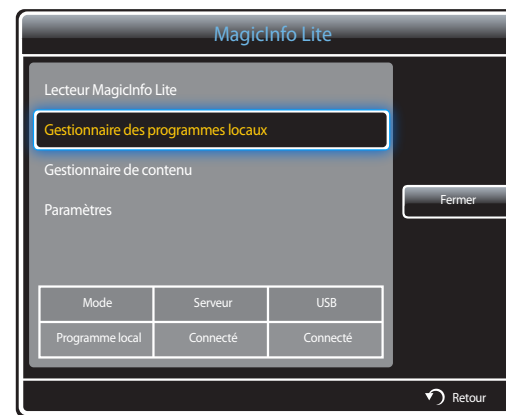 MagicInfo Lite
Lecteur MagicInfo Lite
Gestionnaire des programmes locaux
Gestionnaire de contenu
Paramètres
Fermer
Mode Serveur USB
Programme local Connecté Connecté
Retour